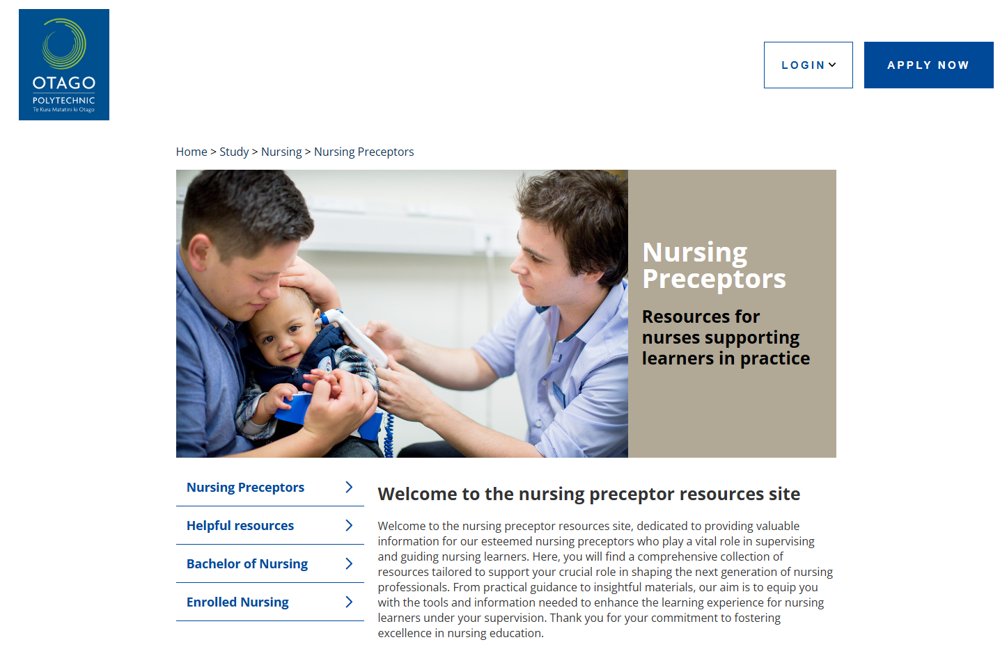 OTAGO
POLYTECHNIC
Te Kura Matatini ki Otago
LOGIN
APPLY NOW
Home > Study > Nursing > Nursing Preceptors
Nursing
Preceptors
Resources for
nurses supporting
learners in practice
Nursing Preceptors
Helpful resources
Bachelor of Nursing
Enrolled Nursing
Welcome to the nursing preceptor resources site
Welcome to the nursing preceptor resources site, dedicated to providing valuable
information for our esteemed nursing preceptors who play a vital role in supervising
and guiding nursing learners. Here, you will find a comprehensive collection of
resources tailored to support your crucial role in shaping the next generation of nursing
professionals. From practical guidance to insightful materials, our aim is to equip you
with the tools and information needed to enhance the learning experience for nursing
learners under your supervision. Thank you for your commitment to fostering
excellence in nursing education.